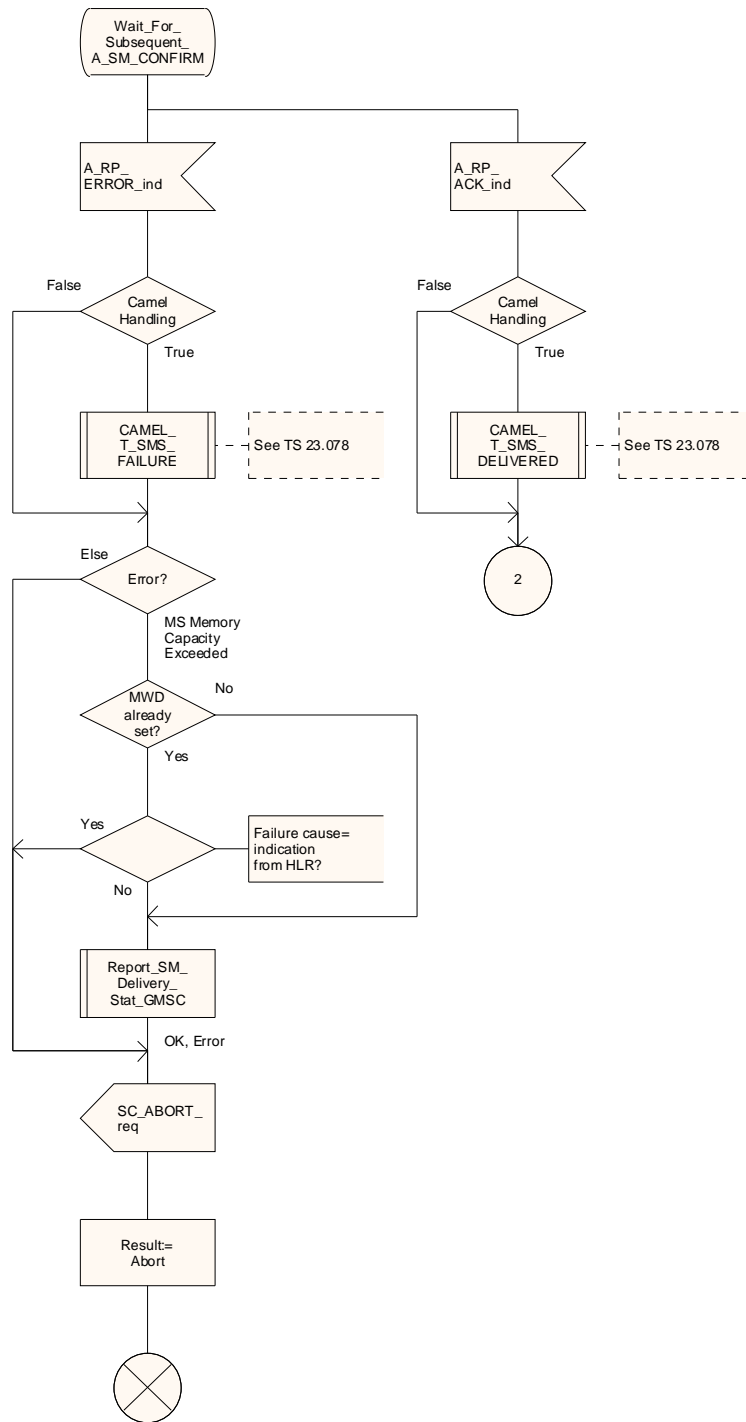 Wait_For_
Subsequent_
A_SM_CONFIRM
A_RP_
ERROR_ind
A_RP_
ACK_ind
False
Camel
Handling
True
False
Camel
Handling
True
CAMEL_
T_SMS_
FAILURE
See TS 23.078
CAMEL_
T_SMS_
DELIVERED
See TS 23.078
Else
Error?
2
MS Memory
Capacity
Exceeded
MWD
already
set?
No
Yes
Yes
Failure cause=
indication
from HLR?
No
Report_SM_
Delivery_
Stat_GMSC
OK, Error
SC_ABORT_
req
Result:=
Abort